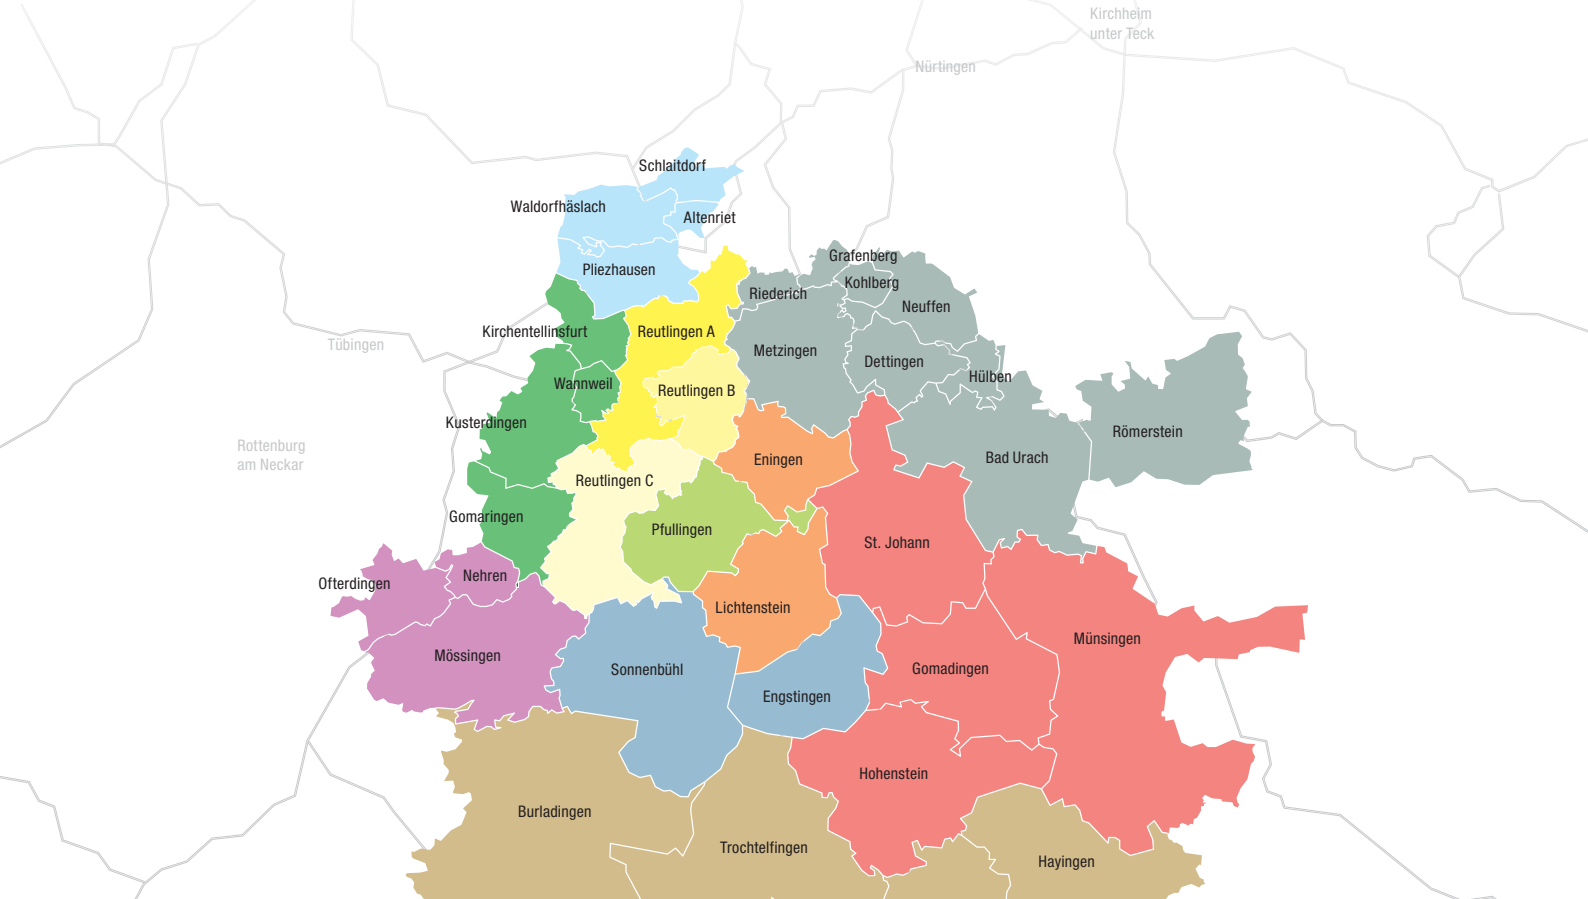 Kirchheim
unter Teck
Nürtingen
Schlaitdorf
Waldorfhäslach
Altenriet
Pliezhausen
Grafenberg
Kohlberg
Riederich
Neuffen
Kirchentellinsfurt
Reutlingen A
Tübingen
Metzingen
Dettingen
Hülben
Wannweil
Reutlingen B
Kusterdingen
Römerstein
Rottenburg
am Neckar
Eningen
Bad Urach
Reutlingen C
Gomaringen
Pfullingen
St. Johann
Nehren
Ofterdingen
Lichtenstein
Münsingen
Mössingen
Sonnenbühl
Gomadingen
Engstingen
Hohenstein
Burladingen
Trochtelfingen
Hayingen